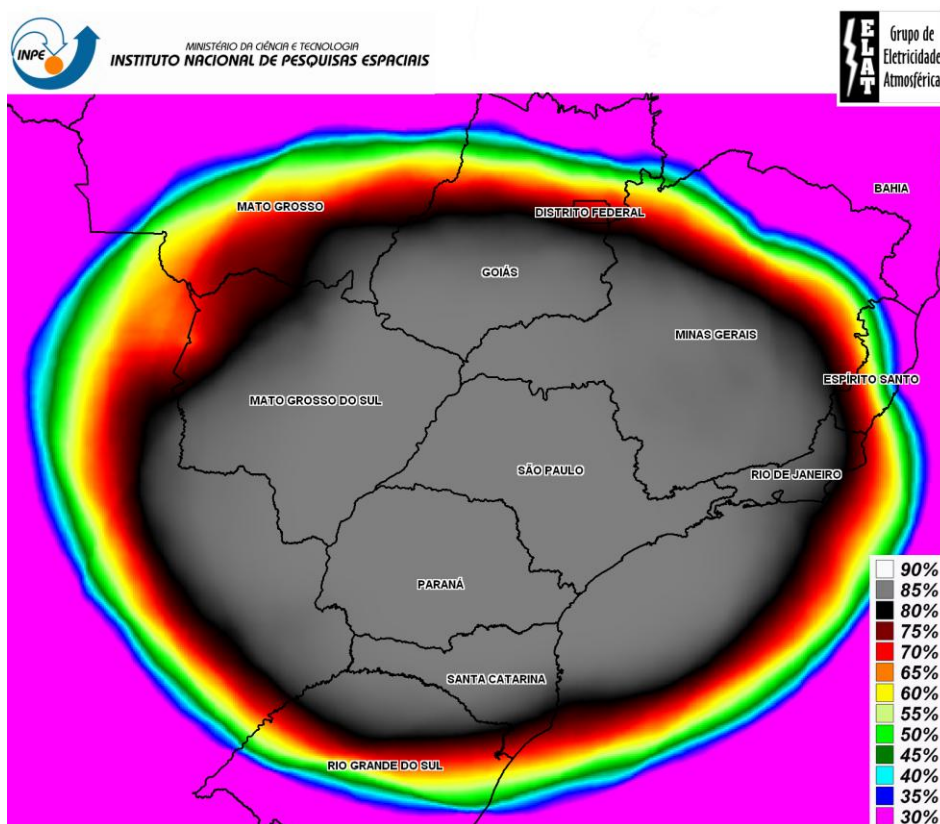 INPE
MINISTÉRIO DA CIÊNCIA E TECNOLOGIA
INSTITUTO NACIONAL DE PESQUISAS ESPACIAIS
ELAT
Grupo de
Eletricidade
Atmosférica
BAHIA
MATO GROSSO
DISTRITO FEDERAL
GOIÁS
MINAS GERAIS
ESPÍRITO SANTO
MATO GROSSO DO SUL
SÃO PAULO
RIO DE JANEIRO
PARANÁ
SANTA CATARINA
RIO GRANDE DO SUL
90%
85%
80%
75%
70%
65%
60%
55%
50%
45%
40%
35%
30%